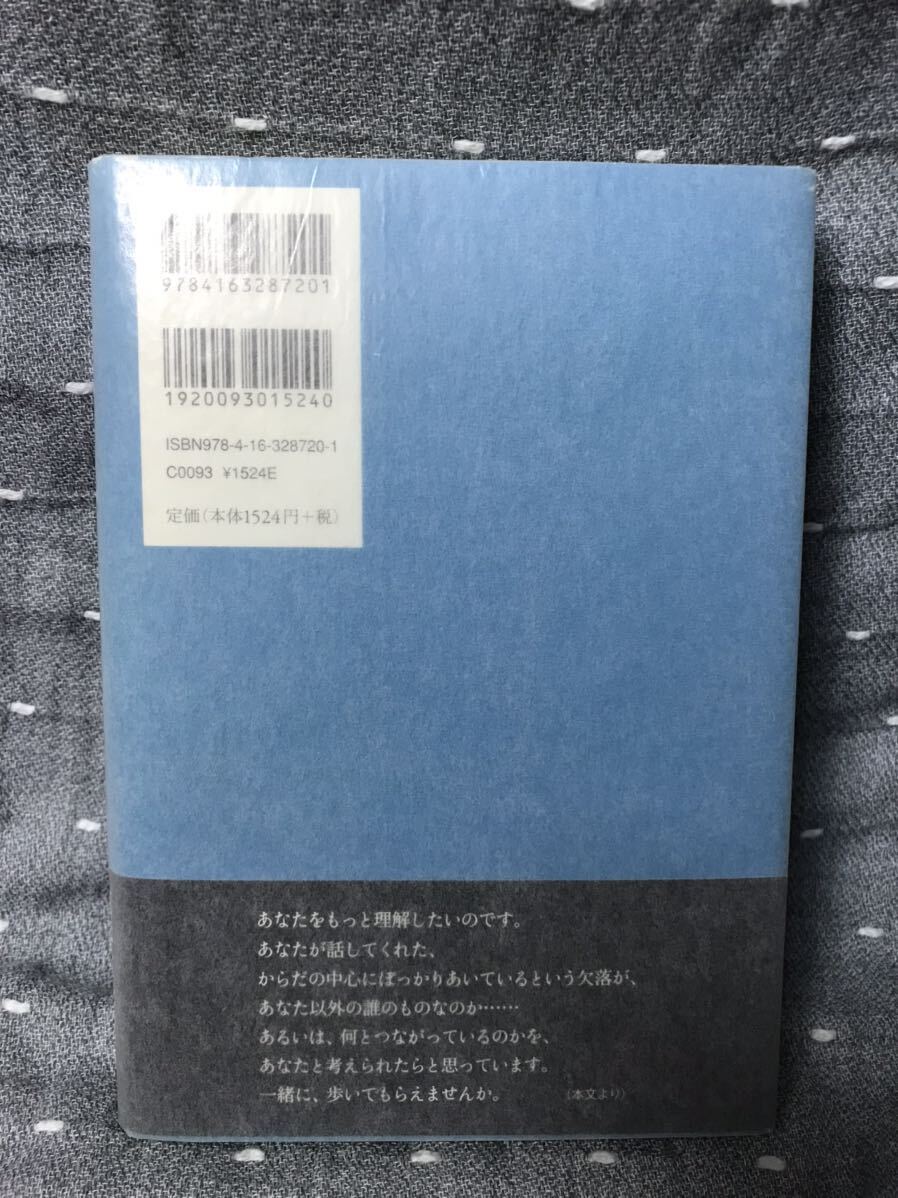 9784163287201
1920093015240
ISBN978-4-16-328720-1
C0093 ¥1524E
定価(本体1524円+税)
あなたをもっと理解したいのです。
あなたが話してくれた、
からだの中心にぽっかりあいているという欠落が、
あなた以外の誰のものなのか……
あるいは、何とつながっているのかを、
あなたと考えられたらと思っています。
一緒に、歩いてもらえませんか。
(本文より)